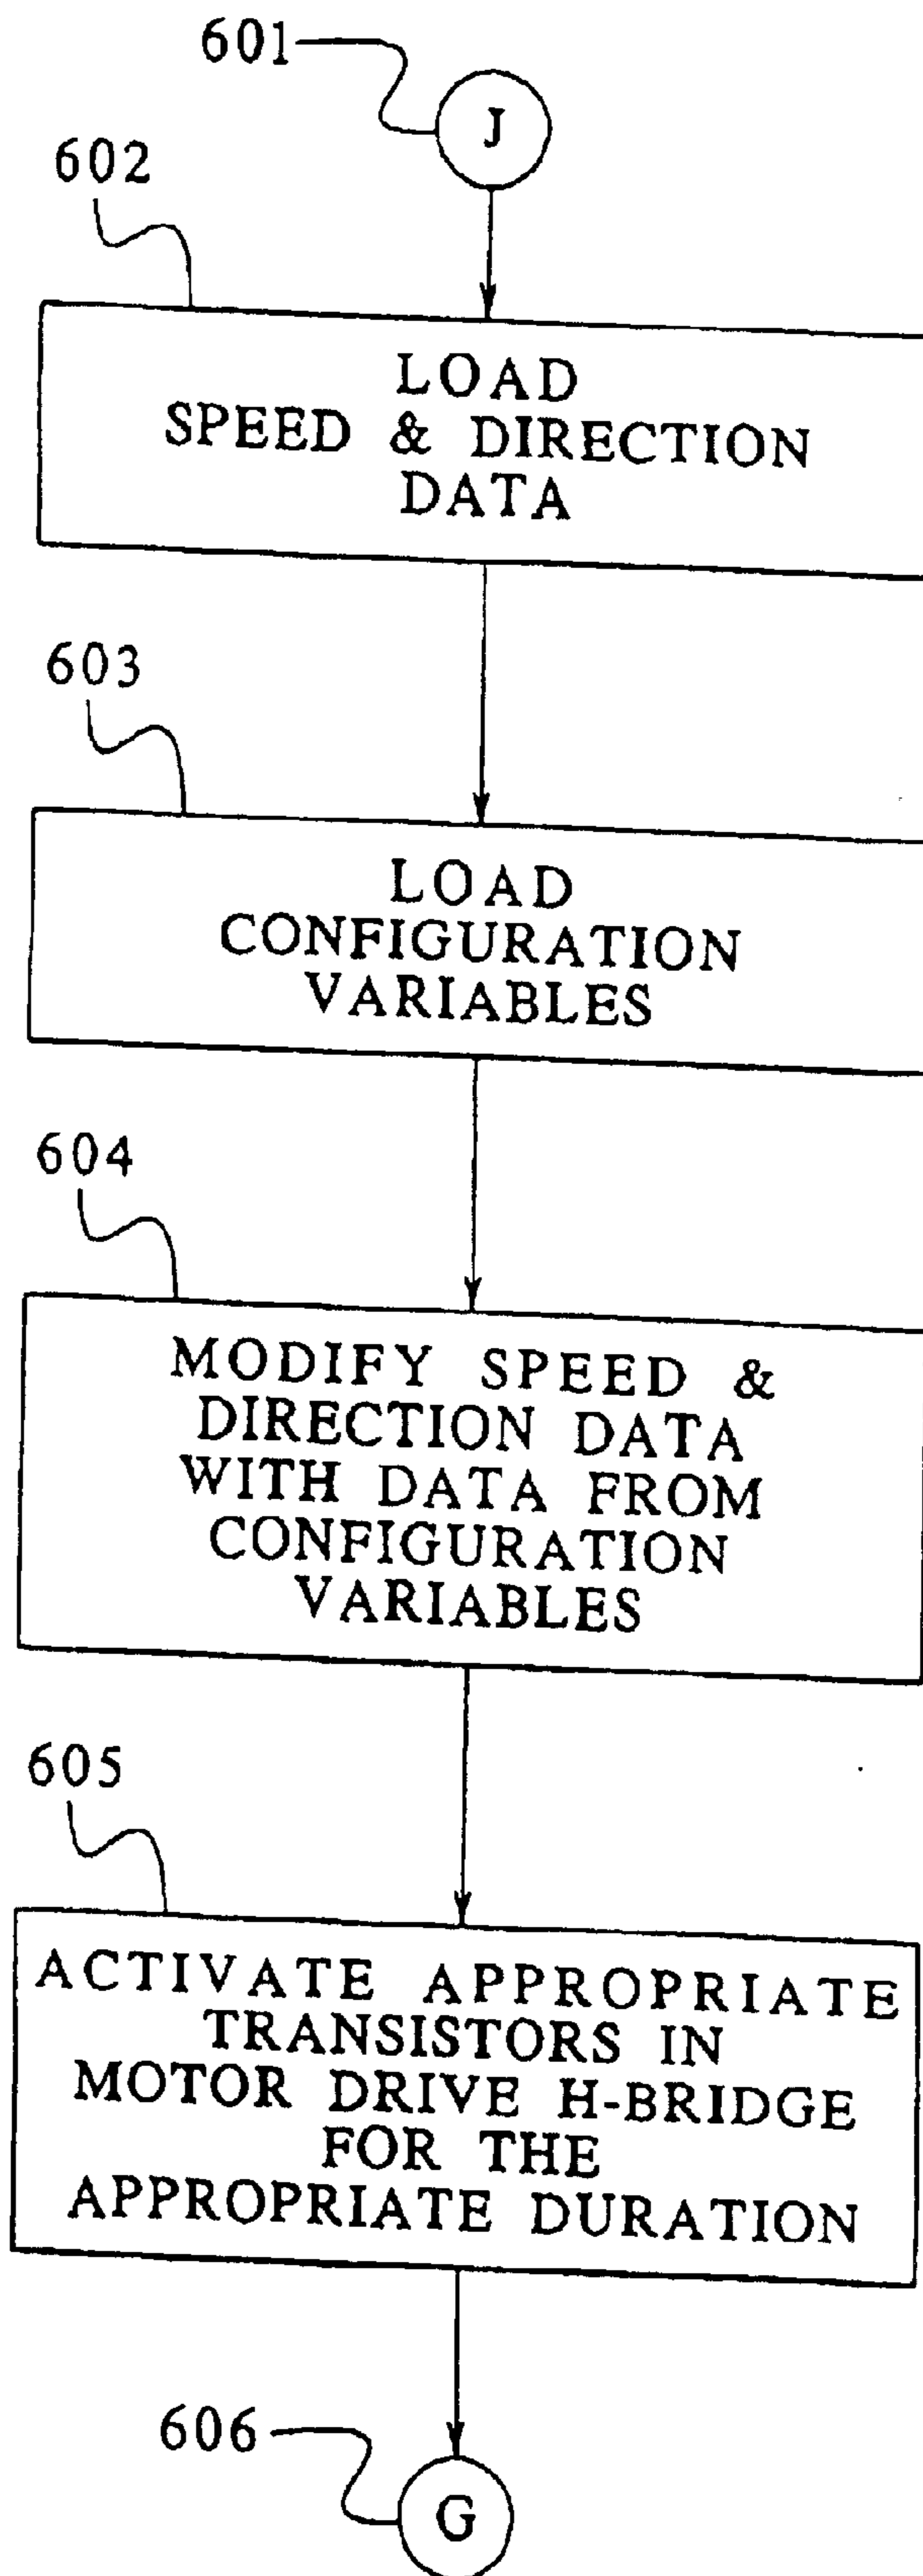 601
J
602
LOAD
SPEED & DIRECTION
DATA
603
LOAD
CONFIGURATION
VARIABLES
604
MODIFY SPEED &
DIRECTION DATA
WITH DATA FROM
CONFIGURATION
VARIABLES
605
ACTIVATE APPROPRIATE
TRANSISTORS IN
MOTOR DRIVE H-BRIDGE
FOR THE
APPROPRIATE DURATION
606
G